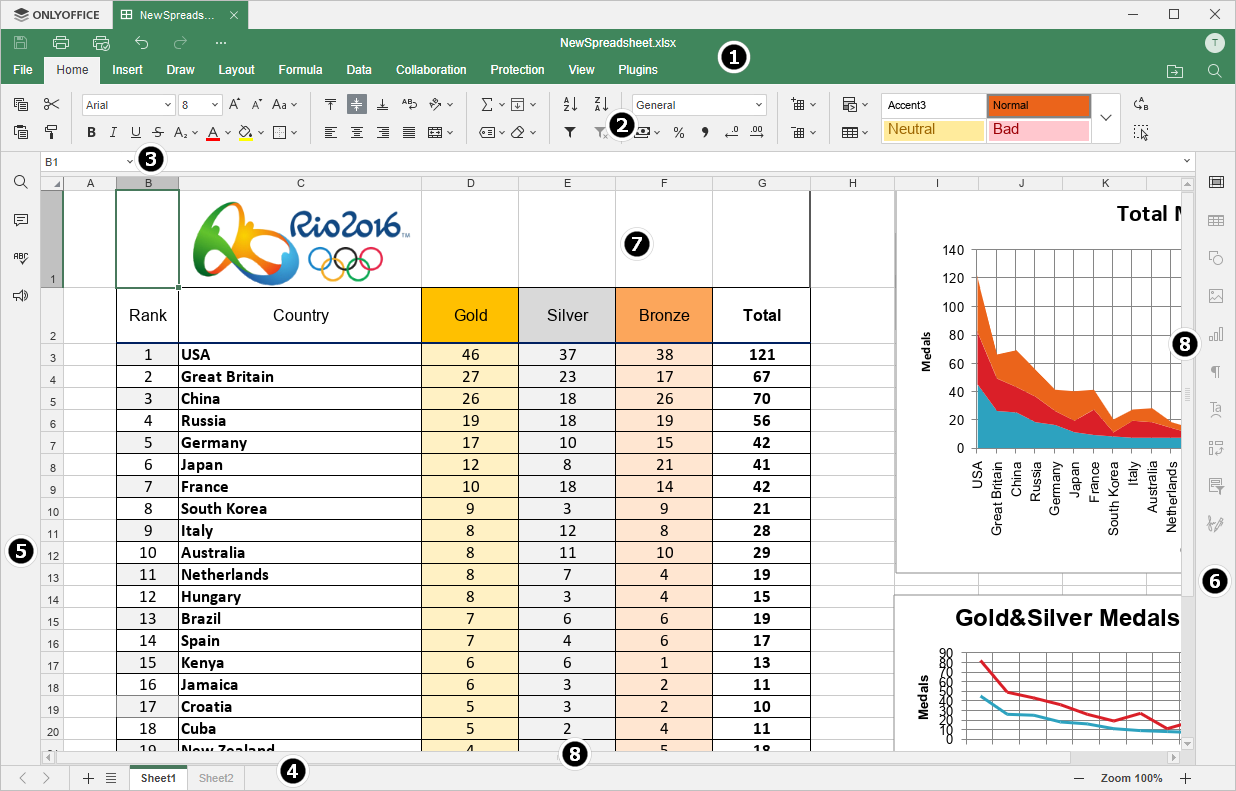 ONLYOFFICE NewSpreads...
NewSpreadsheet.xlsx 1 T
File Home Insert Draw Layout Formula Data Collaboration Protection View Plugins
Arial 8 A A Aa General Accent3 Normal
B I U S A2 A 2 % Neutral Bad
B1 3
A B C D E F G H I J K
1 Rio2016™ 7
Total M
2 Rank Country Gold Silver Bronze Total
3 1 USA 46 37 38 121
4 2 Great Britain 27 23 17 67
5 3 China 26 18 26 70
6 4 Russia 19 18 19 56
7 5 Germany 17 10 15 42
8 6 Japan 12 8 21 41
9 7 France 10 18 14 42
10 8 South Korea 9 3 9 21
11 9 Italy 8 12 8 28
12 10 Australia 8 11 10 29
13 11 Netherlands 8 7 4 19
14 12 Hungary 8 3 4 15
15 13 Brazil 7 6 6 19
16 14 Spain 7 4 6 17
17 15 Kenya 6 6 1 13
18 16 Jamaica 6 3 2 11
19 17 Croatia 5 3 2 10
20 18 Cuba 5 2 4 11
19 New Zealand 4 5 18
140
120
100
80
60
40
20
0
Medals
USA
Great Britain
China
Russia
Germany
Japan
France
South Korea
Italy
Australia
Netherlands
8
5
6
Gold&Silver Medals
90
80
70
60
50
40
30
20
10
0
Medals
8
ABC
Ta
Sheet1 Sheet2 4 Zoom 100%